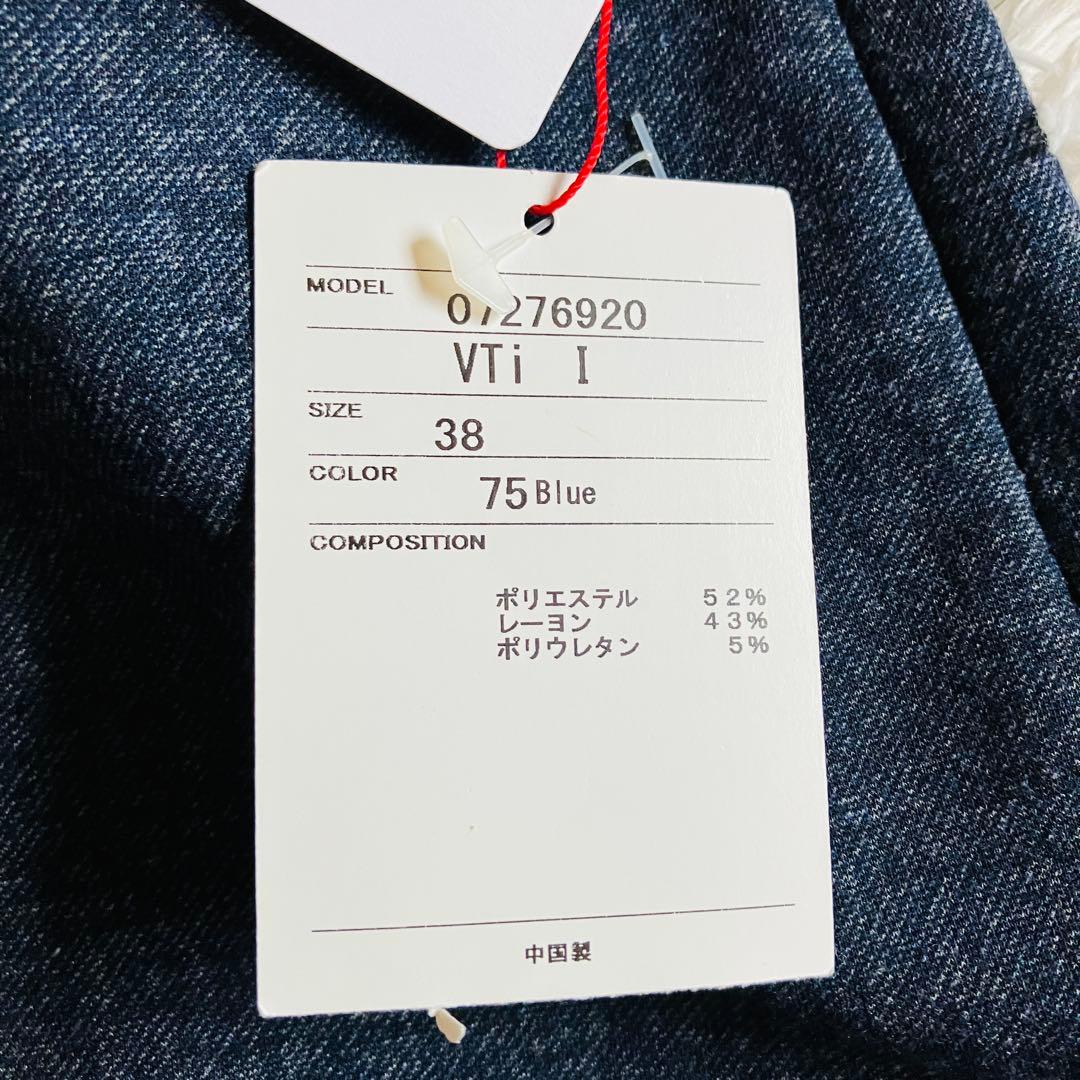 MODEL
07276920
VTi I
SIZE
38
COLOR
75 Blue
COMPOSITION
ポリエステル 52%
レーヨン 43%
ポリウレタン 5%
中国製